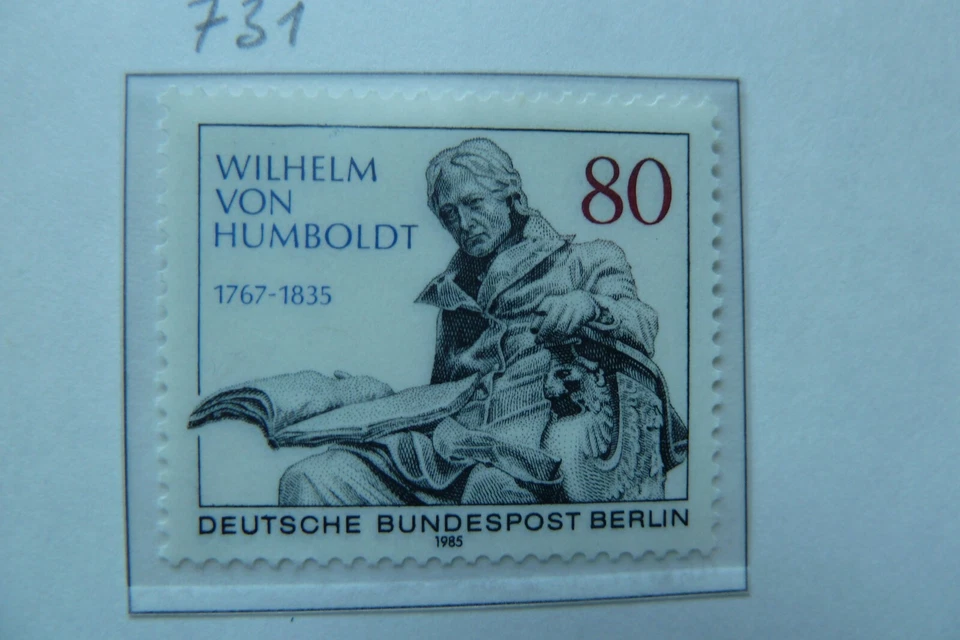 731
WILHELM
VON
HUMBOLDT
80
1767-1835
DEUTSCHE BUNDESPOST BERLIN
1985